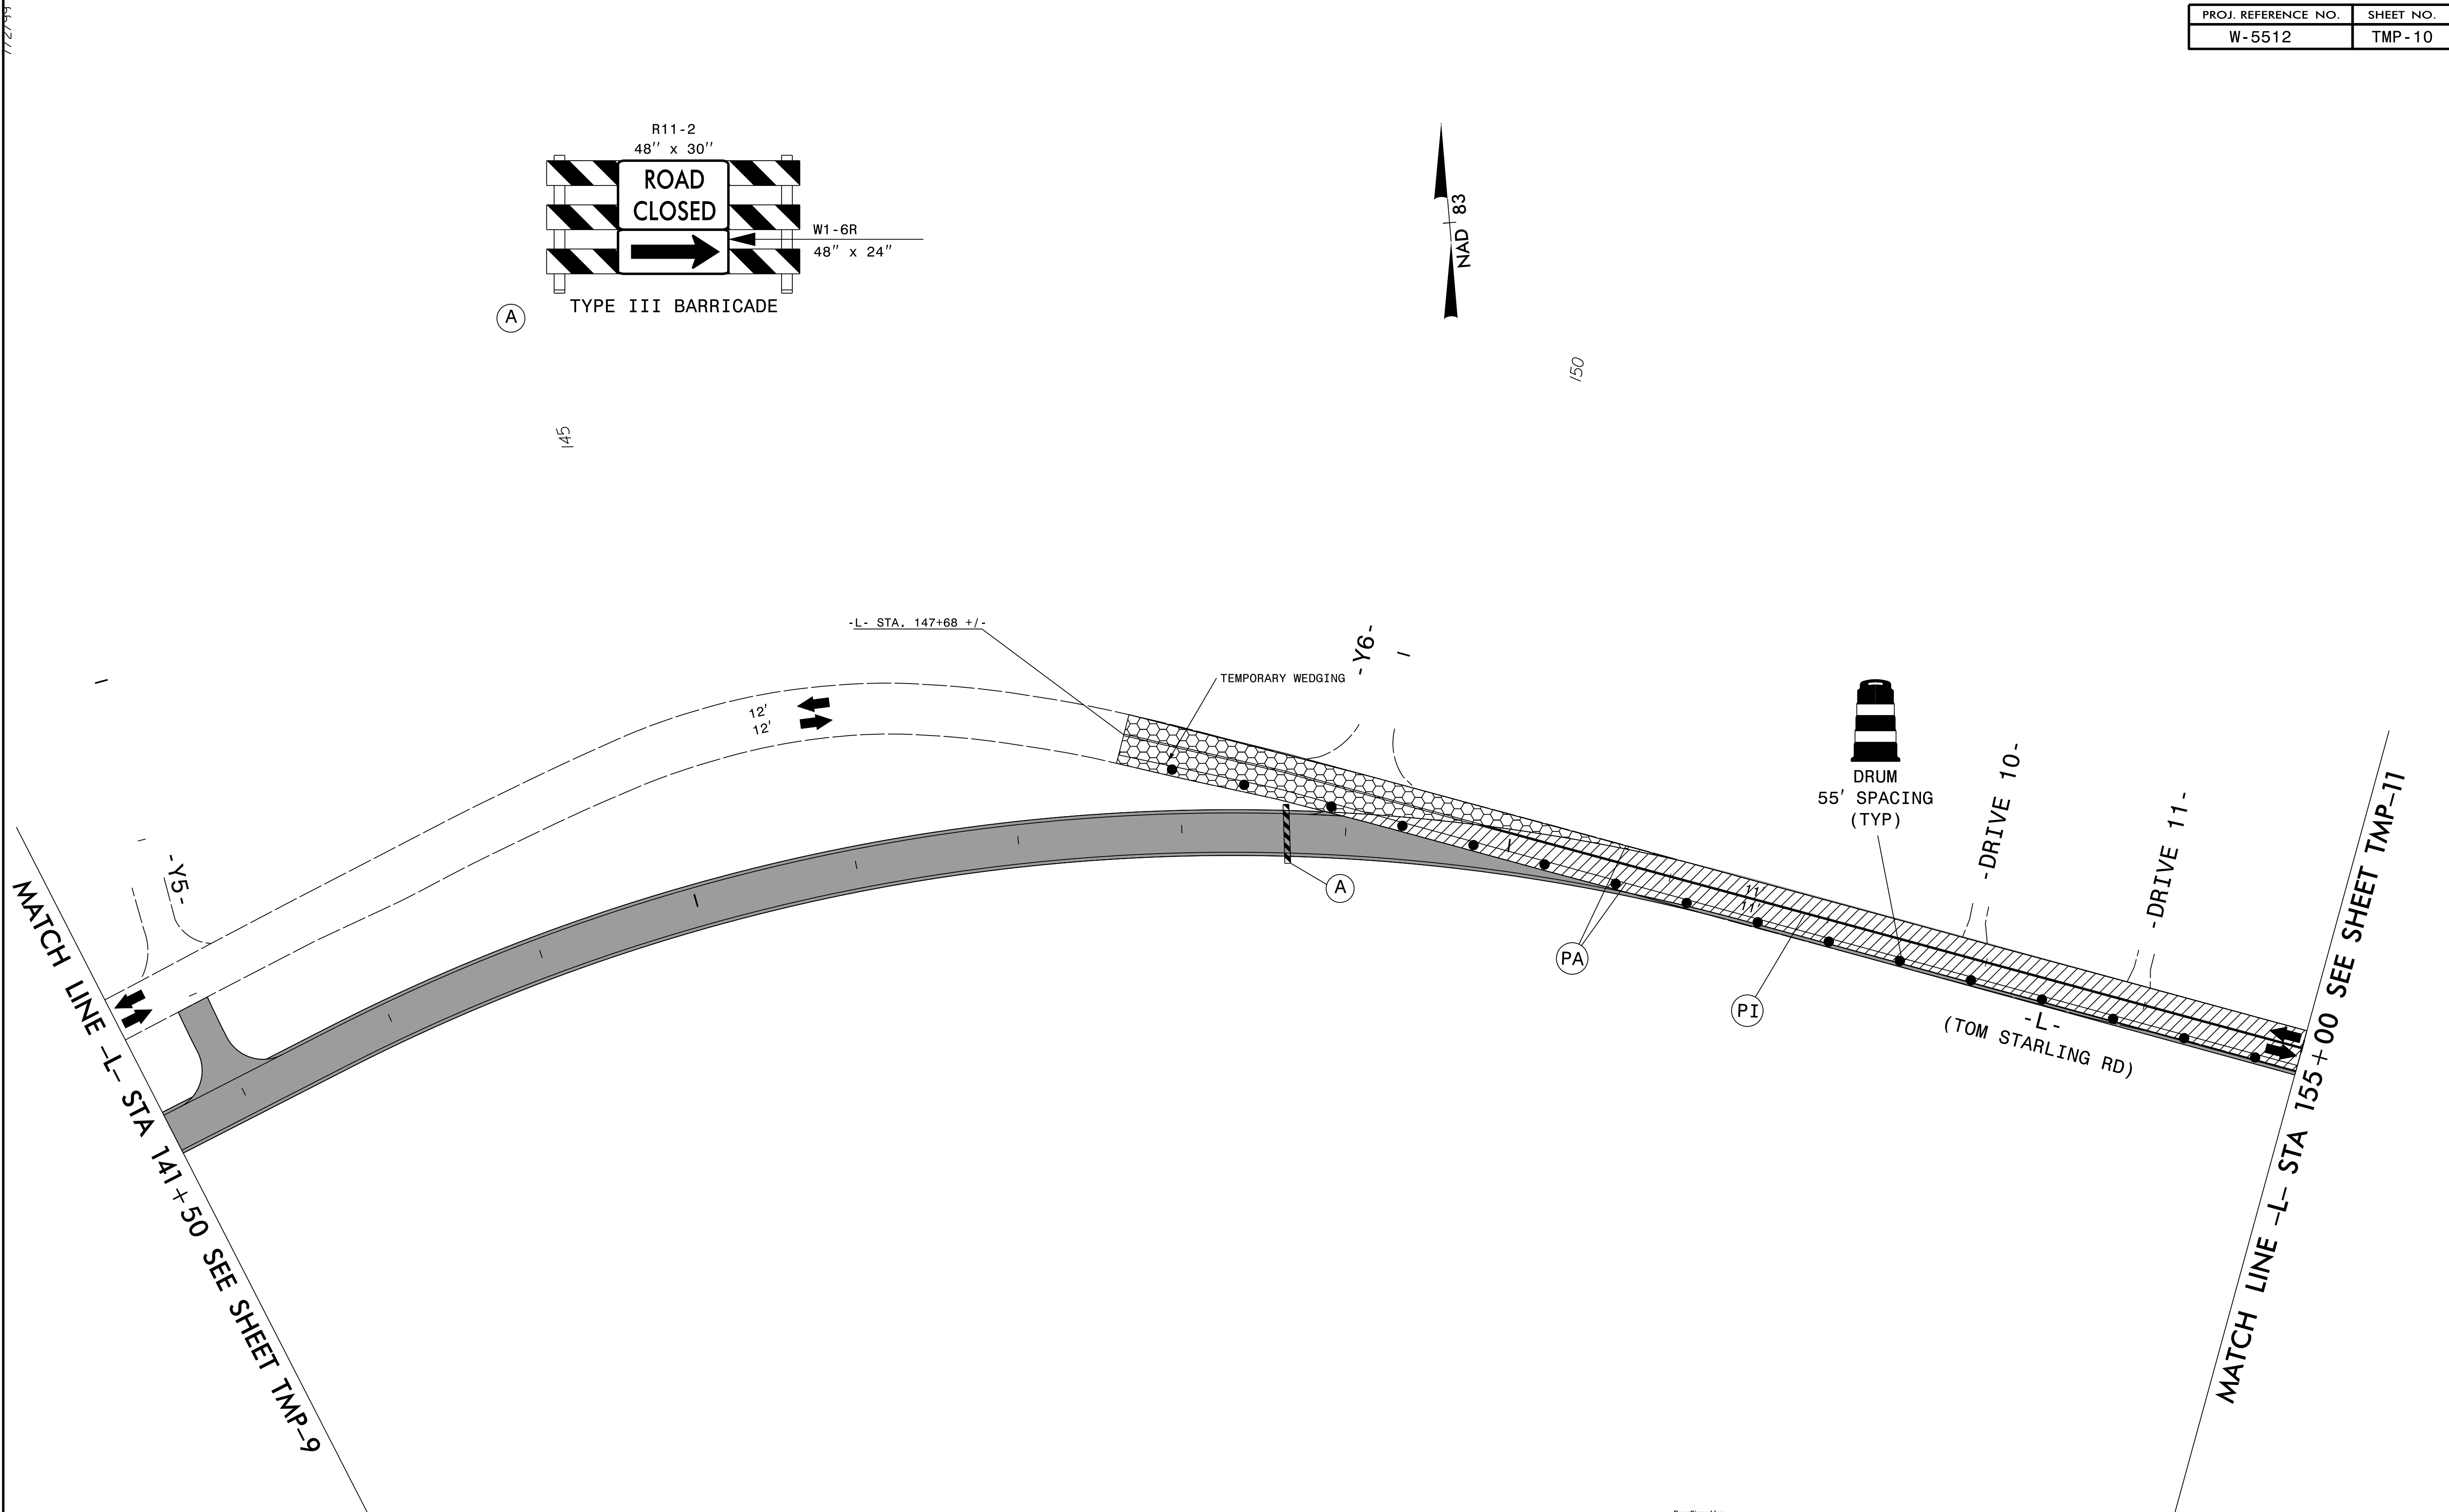 7/2/99
PROJ. REFERENCE NO.
SHEET NO.
W-5512
TMP-10
R11-2
48" x 30"
ROAD
CLOSED
W1-6R
48" x 24"
TYPE III BARRICADE
A
NAD 83
150
145
-L- STA. 147+68 +/-
TEMPORARY WEDGING
-Y6-
12'
12'
DRUM
55' SPACING
(TYP)
-DRIVE 10-
-DRIVE 11-
-Y5-
A
11'
11'
PA
PI
-L-
(TOM STARLING RD)
MATCH LINE -L- STA 141+50 SEE SHEET TMP-9
MATCH LINE -L- STA 155+00 SEE SHEET TMP-11